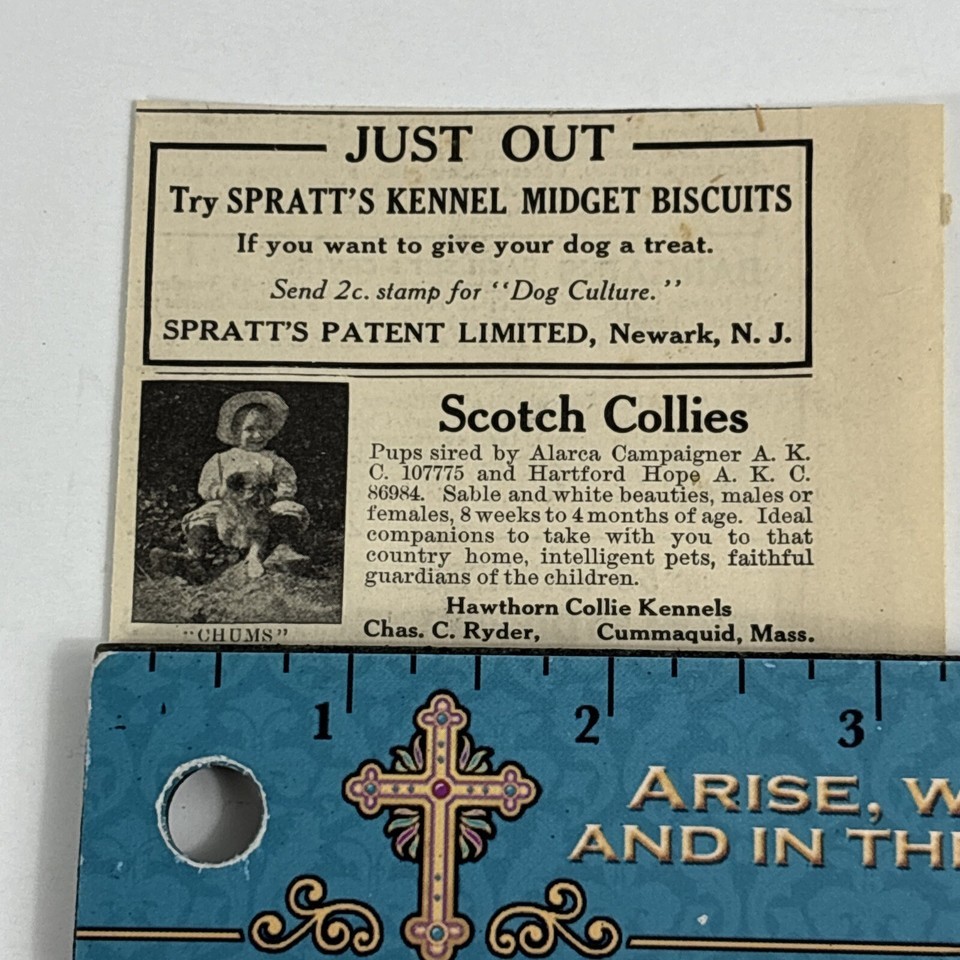 JUST OUT
Try SPRATT'S KENNEL MIDGET BISCUITS
If you want to give your dog a treat.
Send 2c. stamp for "Dog Culture."
SPRATT'S PATENT LIMITED, Newark, N. J.
Scotch Collies
Pups sired by Alarca Campaigner A. K.
C. 107775 and Hartford Hope A. K. C.
86984. Sable and white beauties, males or
females, 8 weeks to 4 months of age. Ideal
companions to take with you to that
country home, intelligent pets, faithful
guardians of the children.
Hawthorn Collie Kennels
Chas. C. Ryder, Cummaquid, Mass.
"CHUMS"
1 2 3
ARISE,
AND IN